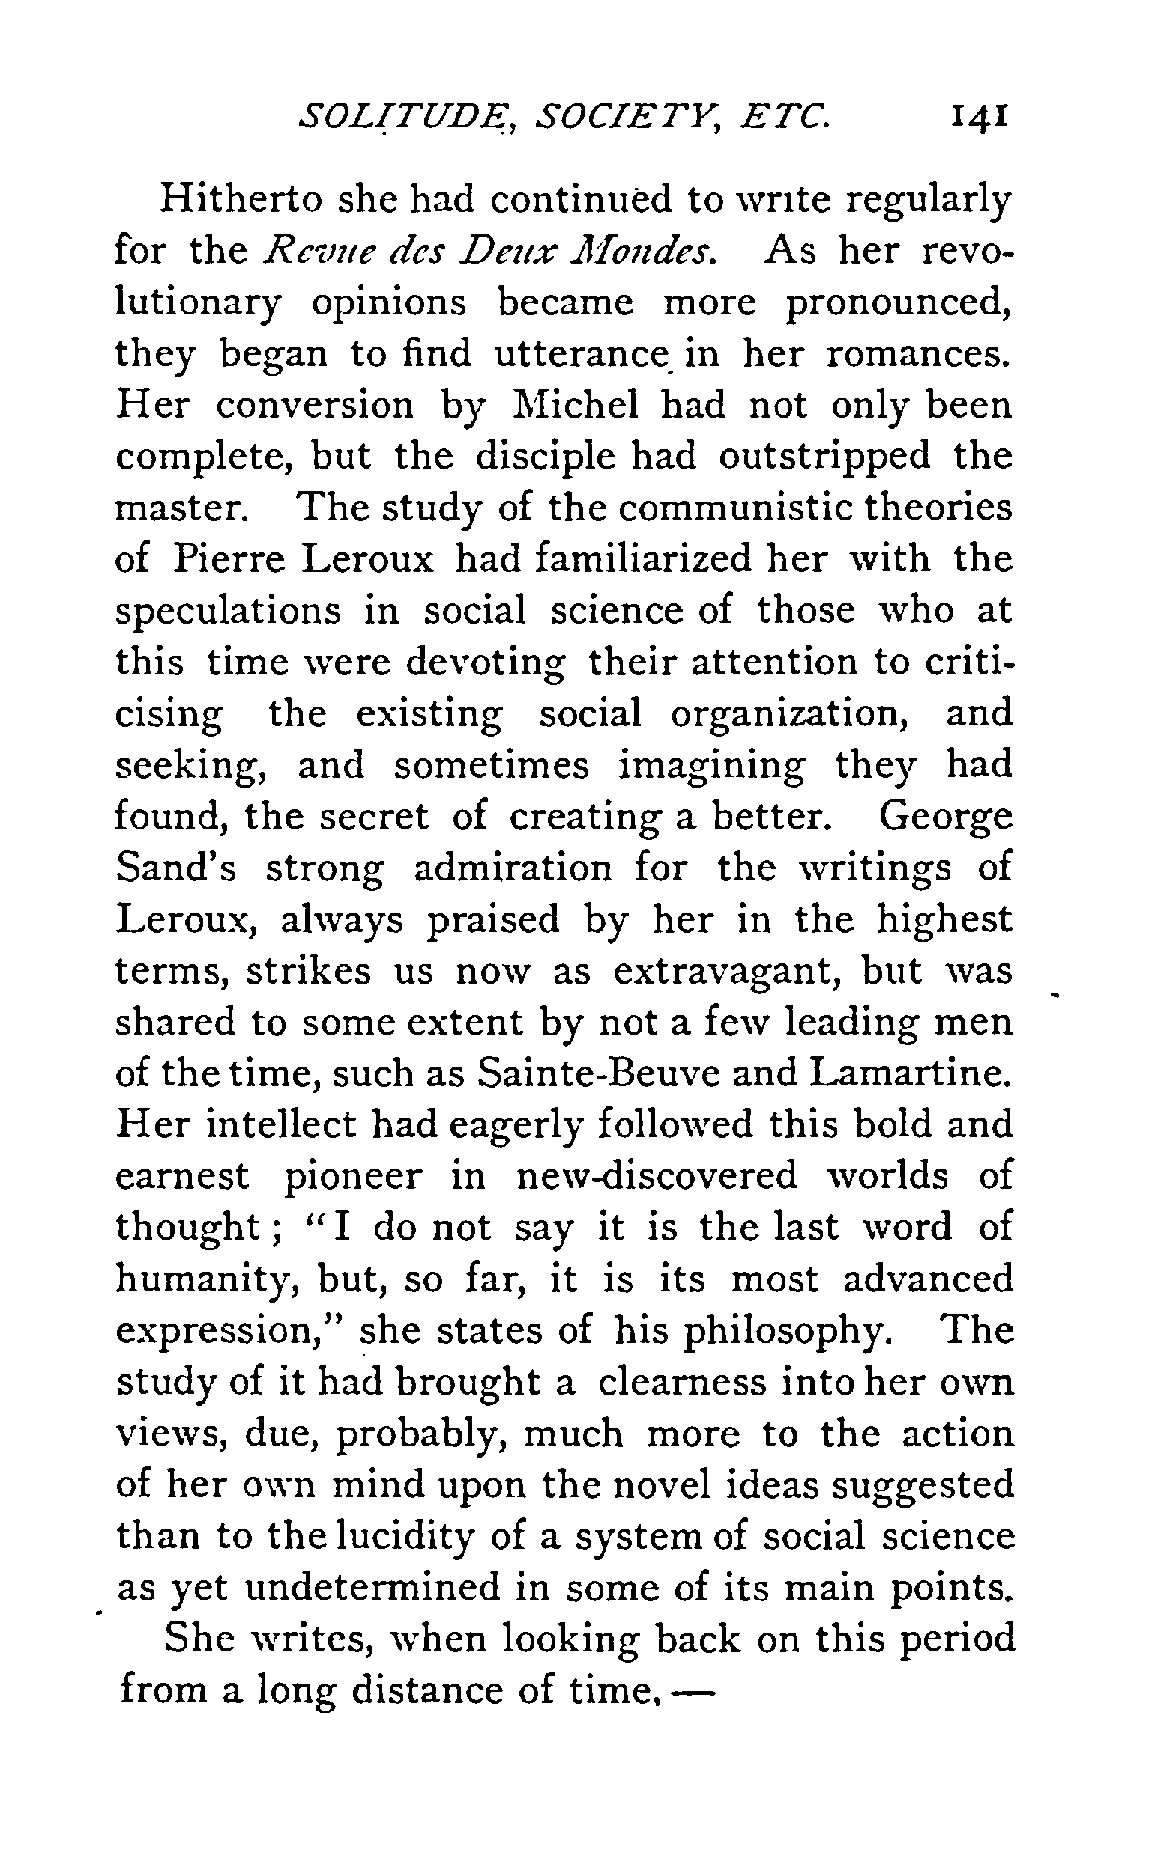 SOLITUDE, SOCIETY, ETC. 141
Hitherto she had continued to write regularly
for the Revue des Deux Mondes. As her revo-
lutionary opinions became more pronounced,
they began to find utterance in her romances.
Her conversion by Michel had not only been
complete, but the disciple had outstripped the
master. The study of the communistic theories
of Pierre Leroux had familiarized her with the
speculations in social science of those who at
this time were devoting their attention to criti-
cising the existing social organization, and
seeking, and sometimes imagining they had
found, the secret of creating a better. George
Sand's strong admiration for the writings of
Leroux, always praised by her in the highest
terms, strikes us now as extravagant, but was
shared to some extent by not a few leading men
of the time, such as Sainte-Beuve and Lamartine.
Her intellect had eagerly followed this bold and
earnest pioneer in new-discovered worlds of
thought ; "I do not say it is the last word of
humanity, but, so far, it is its most advanced
expression," she states of his philosophy. The
study of it had brought a clearness into her own
views, due, probably, much more to the action
of her own mind upon the novel ideas suggested
than to the lucidity of a system of social science
as yet undetermined in some of its main points.
She writes, when looking back on this period
from a long distance of time, —